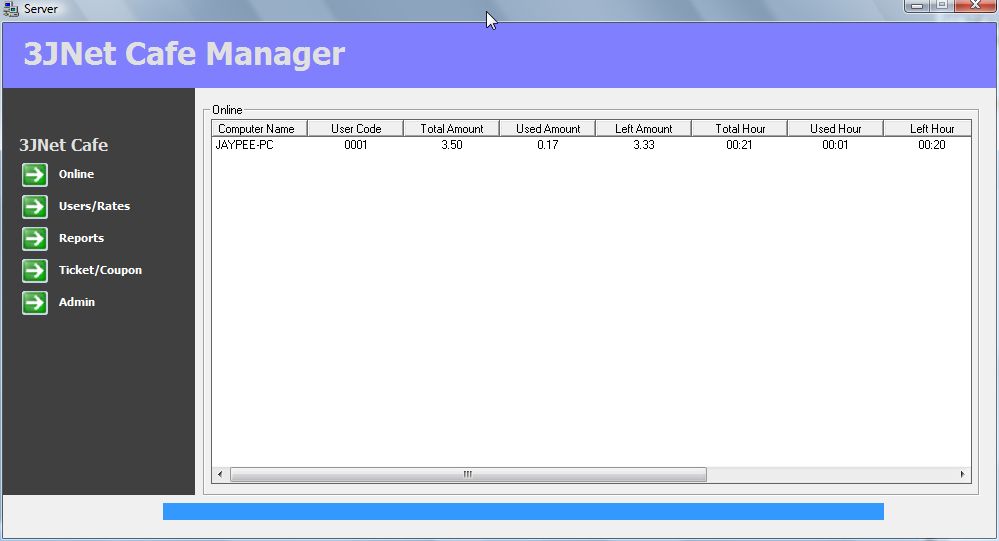 Server
3JNet Cafe Manager
3JNet Cafe
Online
Users/Rates
Reports
Ticket/Coupon
Admin
Online
Computer Name User Code Total Amount Used Amount Left Amount Total Hour Used Hour Left Hour
JAYPEE-PC 0001 3.50 0.17 3.33 00:21 00:01 00:20